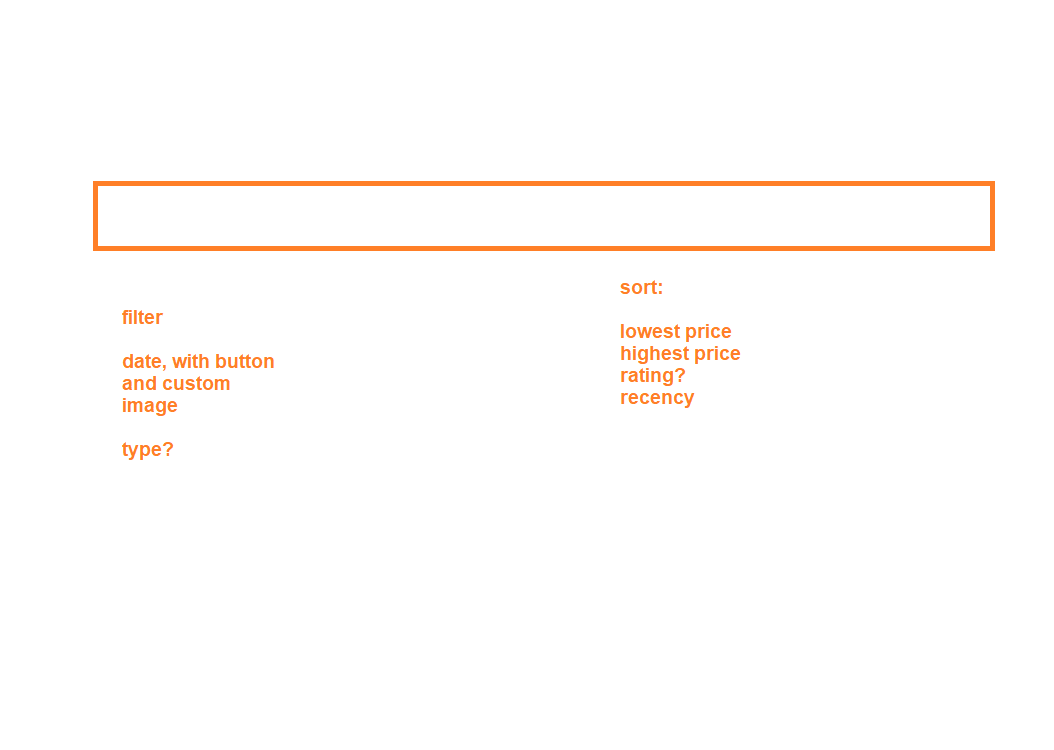 filter
date, with button
and custom
image
type?
sort:
lowest price
highest price
rating?
recency